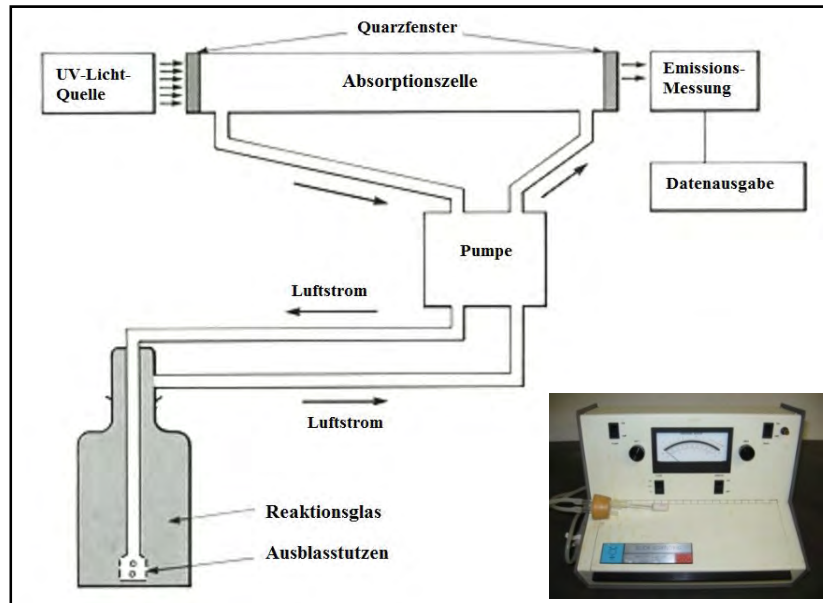 Quarzfenster
UV-Licht-
Quelle
Absorptionszelle
Emissions-
Messung
Datenausgabe
Pumpe
Luftstrom
Luftstrom
Reaktionsglas
Ausblasstutzen